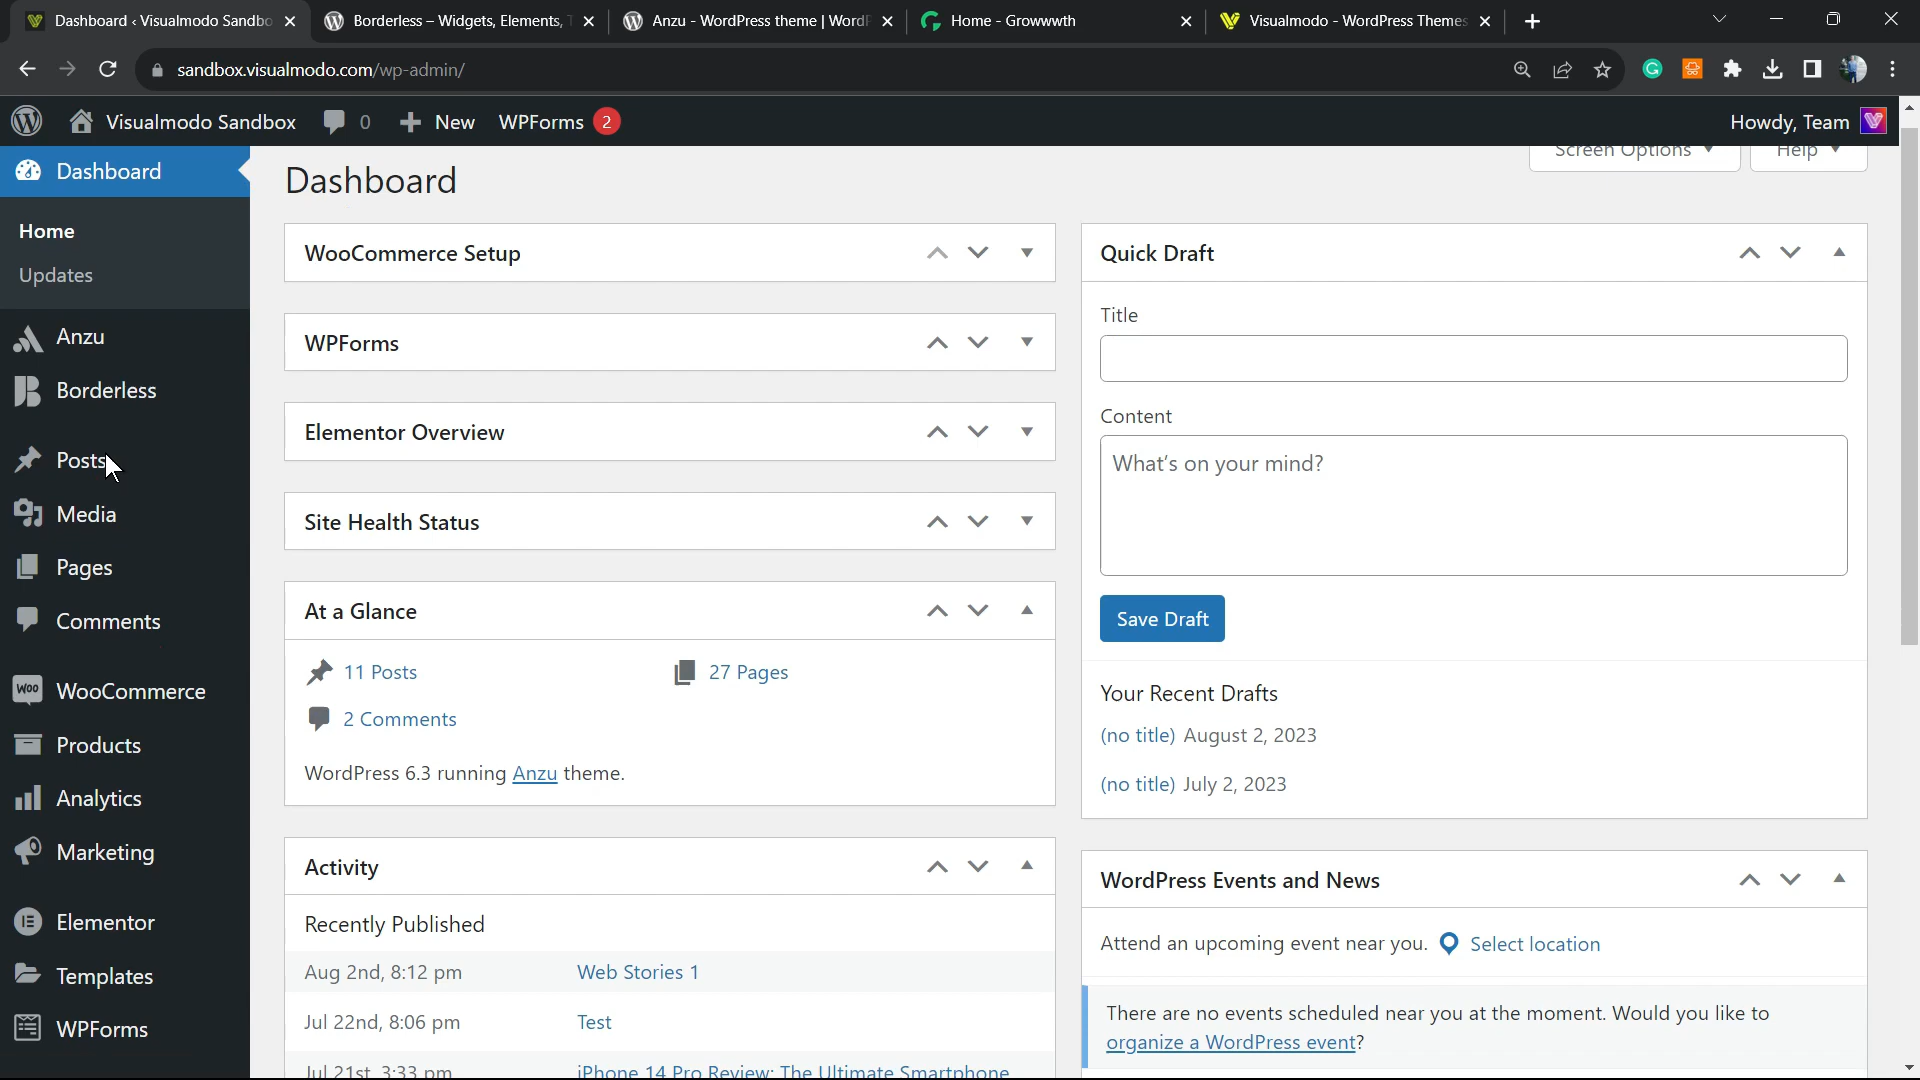 Dashboard ‹ Visualmodo Sandbo
Borderless – Widgets, Elements, T
Anzu - WordPress theme | WordP
Home - Growwwth
Visualmodo - WordPress Themes
sandbox.visualmodo.com/wp-admin/
Visualmodo Sandbox
0
New
WPForms 2
Howdy, Team
Dashboard
Home
Updates
Anzu
Borderless
Posts
Media
Pages
Comments
WooCommerce
Products
Analytics
Marketing
Elementor
Templates
WPForms
Screen Options
Help
Dashboard
WooCommerce Setup
WPForms
Elementor Overview
Site Health Status
At a Glance
11 Posts
27 Pages
2 Comments
WordPress 6.3 running Anzu theme.
Activity
Recently Published
Aug 2nd, 8:12 pm Web Stories 1
Jul 22nd, 8:06 pm Test
Jul 21st, 3:33 pm iPhone 14 Pro Review: The Ultimate Smartphone
Quick Draft
Title
Content
What's on your mind?
Save Draft
Your Recent Drafts
(no title) August 2, 2023
(no title) July 2, 2023
WordPress Events and News
Attend an upcoming event near you. Select location
There are no events scheduled near you at the moment. Would you like to
organize a WordPress event?